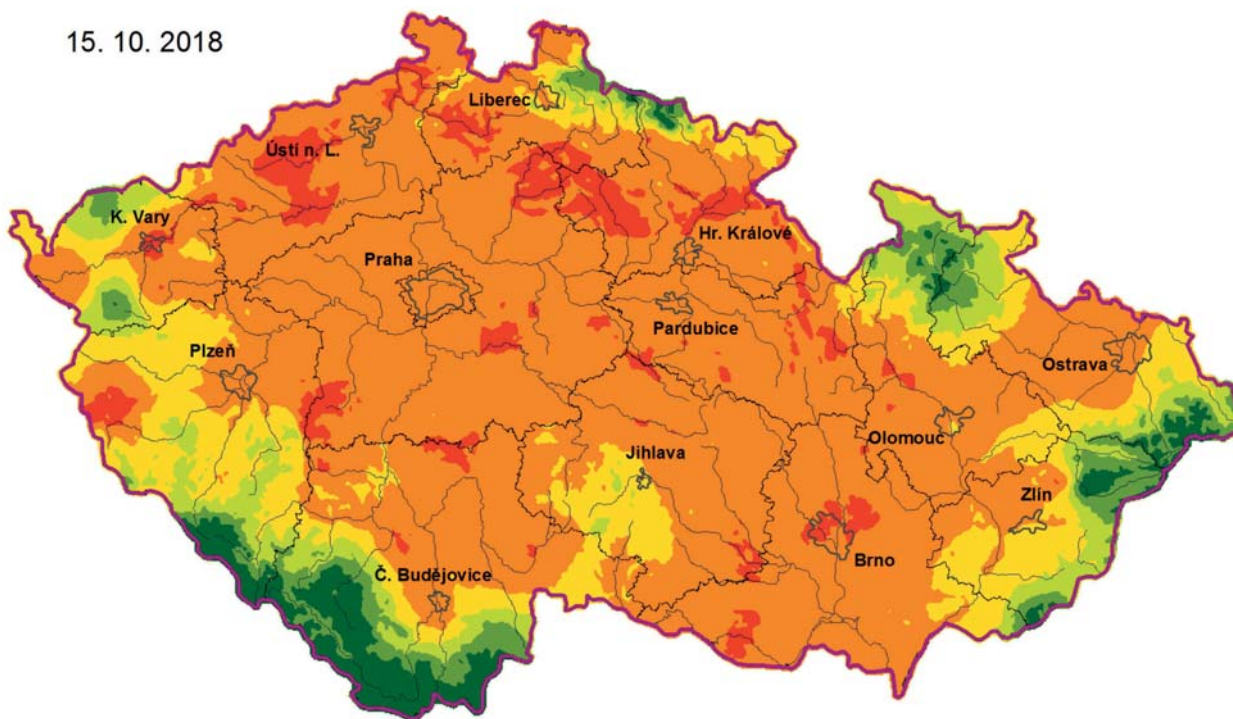 15. 10. 2018
Liberec
Ústí n. L.
K. Vary
Hr. Králové
Praha
Pardubice
Plzeň
Ostrava
Olomouc
Jihlava
Zlín
Brno
Č. Budějovice